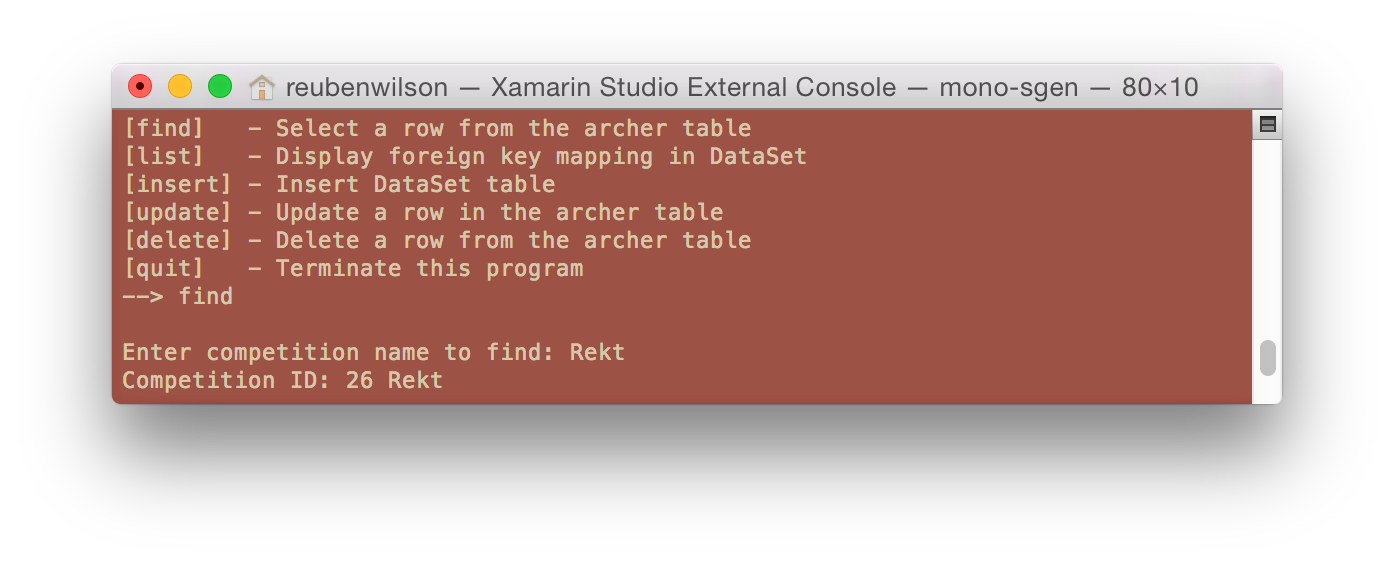 reubenwilson — Xamarin Studio External Console — mono-sgen — 80×10
[find]   - Select a row from the archer table
[list]   - Display foreign key mapping in DataSet
[insert] - Insert DataSet table
[update] - Update a row in the archer table
[delete] - Delete a row from the archer table
[quit]   - Terminate this program
--> find
Enter competition name to find: Rekt
Competition ID: 26 Rekt